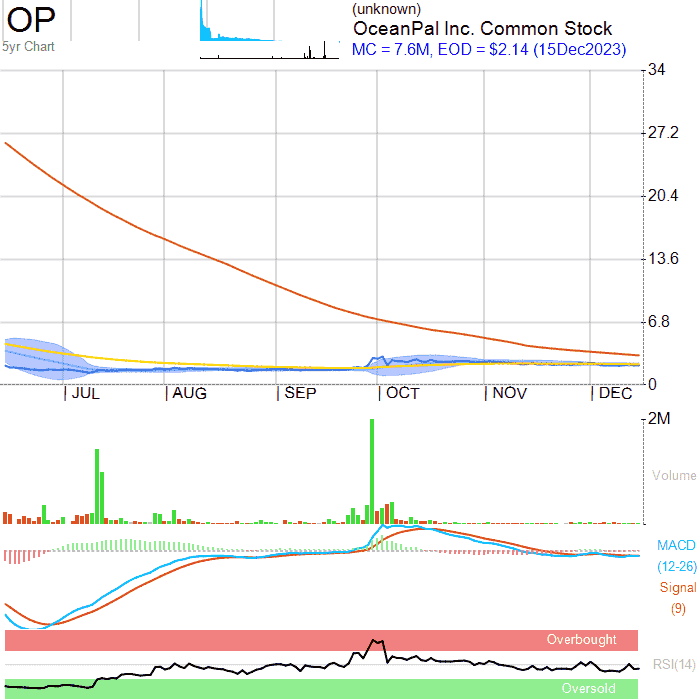 OP
5yr Chart
(unknown)
OceanPal Inc. Common Stock
MC = 7.6M, EOD = $2.14 (15Dec2023)
34
27.2
20.4
13.6
6.8
0
JUL AUG SEP OCT NOV DEC
2M
Volume
MACD
(12-26)
Signal
(9)
Overbought
RSI(14)
Oversold